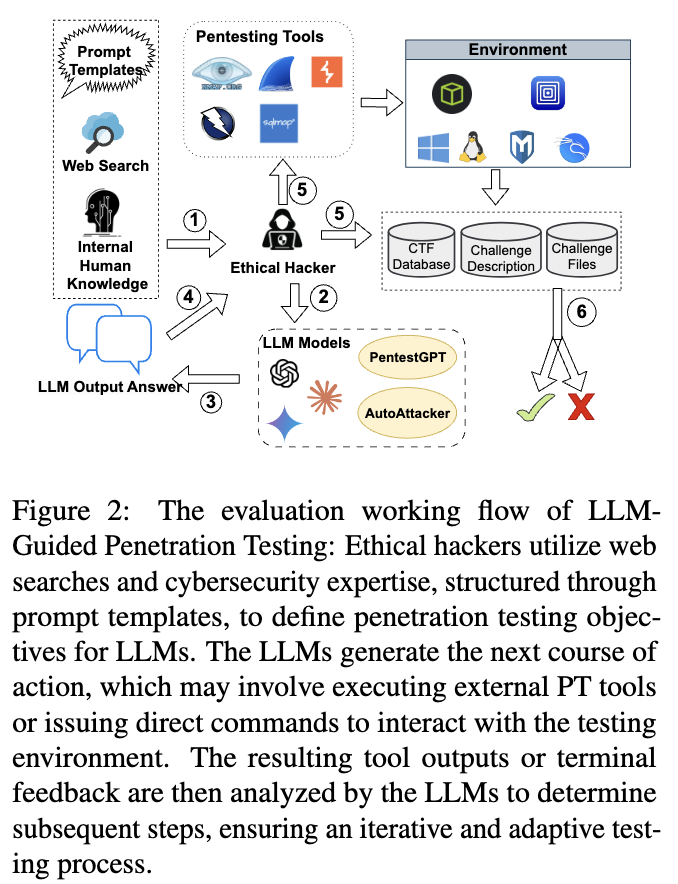 Prompt
Templates
Web Search
Internal
Human
Knowledge
Pentesting Tools
sqlmap
Environment
1
5
5
Ethical Hacker
CTF
Database
Challenge
Description
Challenge
Files
4
2
6
LLM Output Answer
3
LLM Models
PentestGPT
AutoAttacker
Figure 2: The evaluation working flow of LLM-
Guided Penetration Testing: Ethical hackers utilize web
searches and cybersecurity expertise, structured through
prompt templates, to define penetration testing objec-
tives for LLMs. The LLMs generate the next course of
action, which may involve executing external PT tools
or issuing direct commands to interact with the testing
environment. The resulting tool outputs or terminal
feedback are then analyzed by the LLMs to determine
subsequent steps, ensuring an iterative and adaptive test-
ing process.